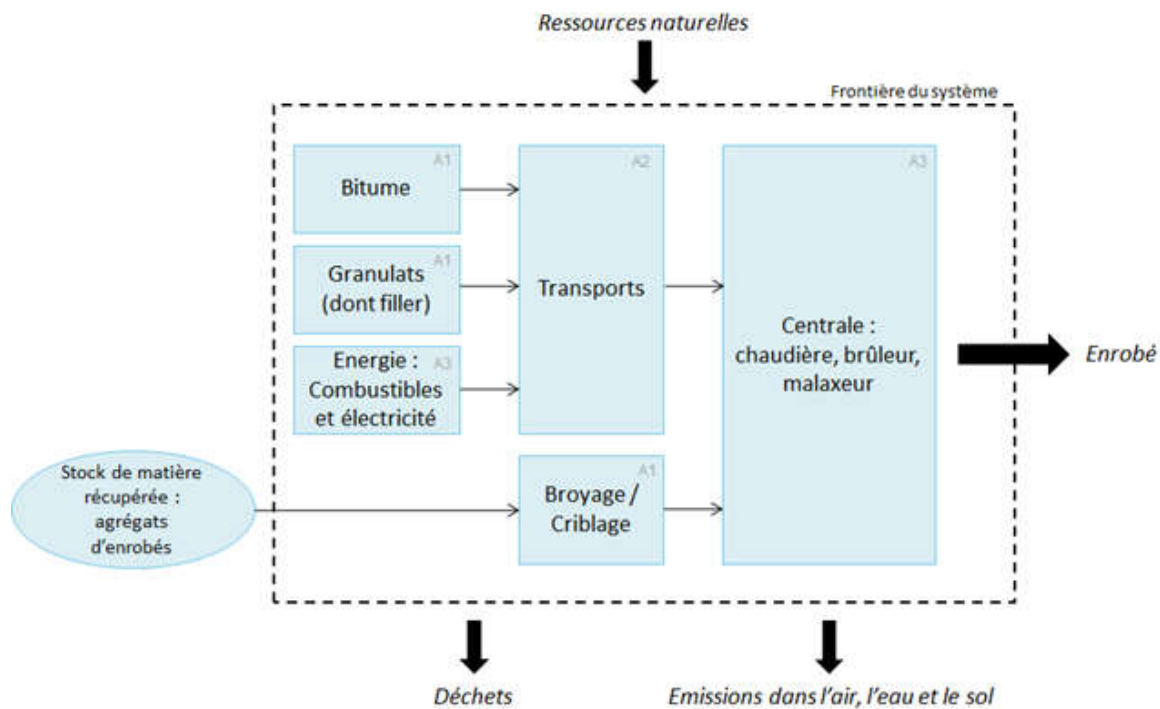 Ressources naturelles
Frontière du système
A1
Bitume
A2
Transports
A3
Centrale :
chaudière, brûleur,
malaxeur
A1
Granulats
(dont filler)
A3
Energie :
Combustibles
et électricité
Enrobé
Stock de matière
récupérée :
agrégats
d'enrobés
A1
Broyage /
Criblage
Déchets
Emissions dans l'air, l'eau et le sol